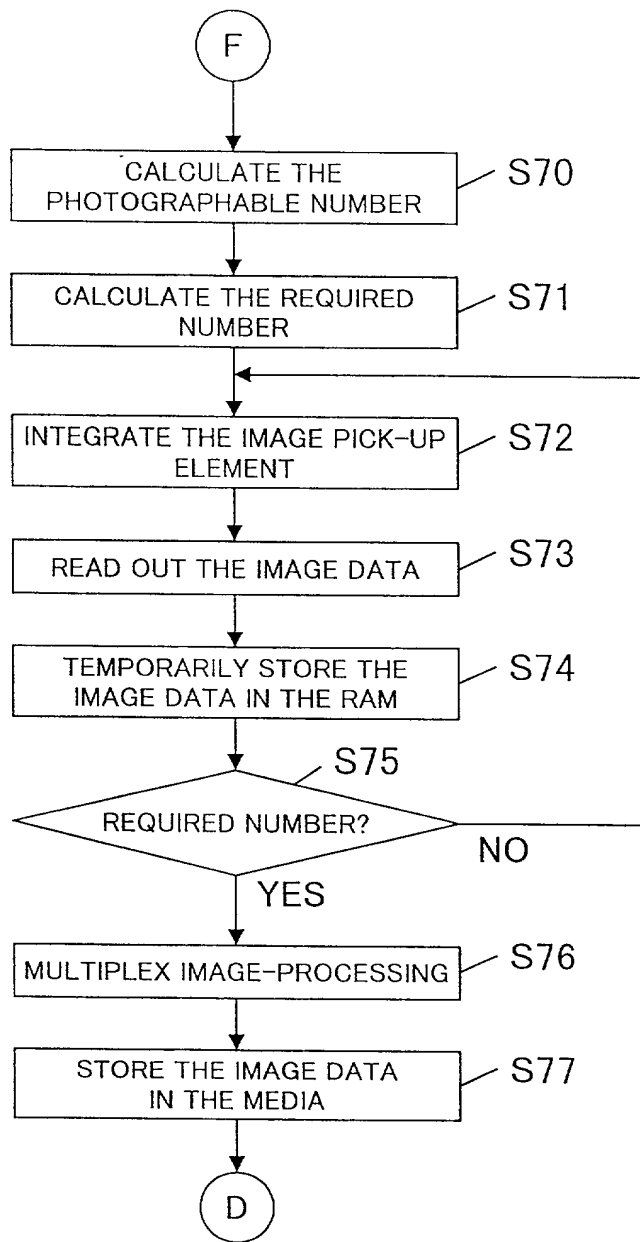 F
CALCULATE THE
PHOTOGRAPHABLE NUMBER
S70
CALCULATE THE REQUIRED
NUMBER
S71
INTEGRATE THE IMAGE PICK-UP
ELEMENT
S72
READ OUT THE IMAGE DATA
S73
TEMPORARILY STORE THE
IMAGE DATA IN THE RAM
S74
S75
REQUIRED NUMBER?
NO
YES
MULTIPLEX IMAGE-PROCESSING
S76
STORE THE IMAGE DATA
IN THE MEDIA
S77
D